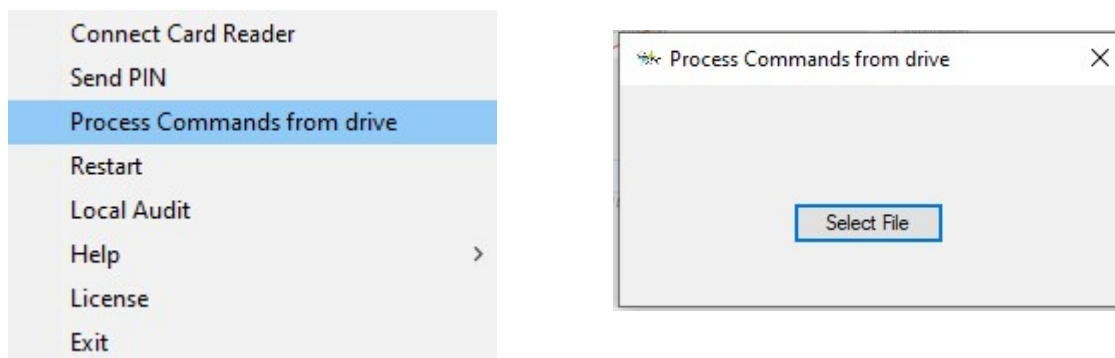 Connect Card Reader
Send PIN
Process Commands from drive
Restart
Local Audit
Help
License
Exit
Process Commands from drive
Select File